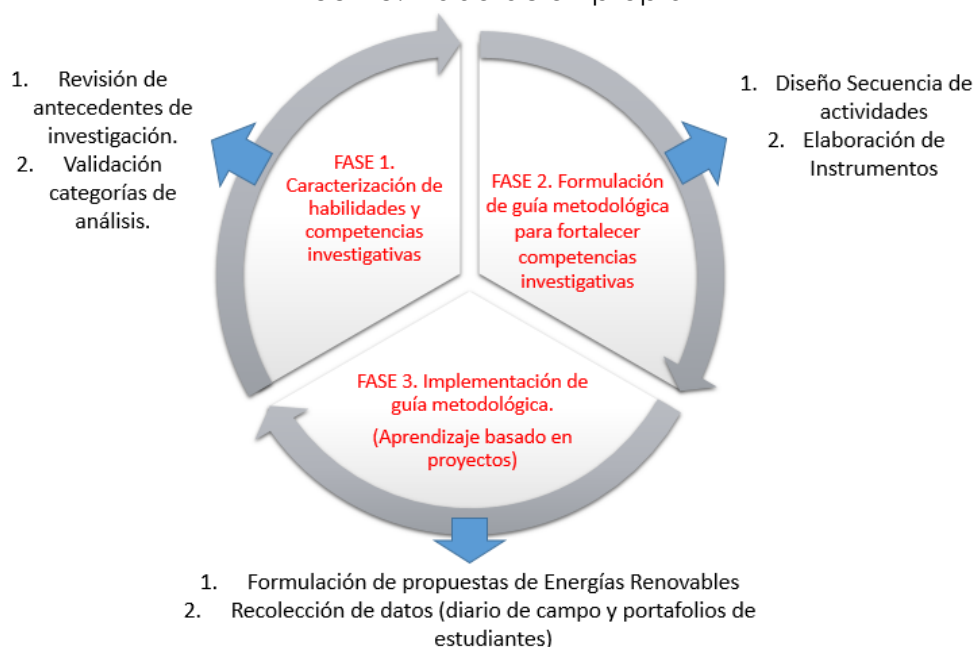 1. Revisión de
antecedentes de
investigación.
2. Validación
categorías de
análisis.
FASE 1.
Caracterización de
habilidades y
competencias
investigativas
FASE 2. Formulación
de guía metodológica
para fortalecer
competencias
investigativas
1. Diseño Secuencia de
actividades
2. Elaboración de
Instrumentos
FASE 3. Implementación de
guía metodológica.
(Aprendizaje basado en
proyectos)
1. Formulación de propuestas de Energías Renovables
2. Recolección de datos (diario de campo y portafolios de
estudiantes)